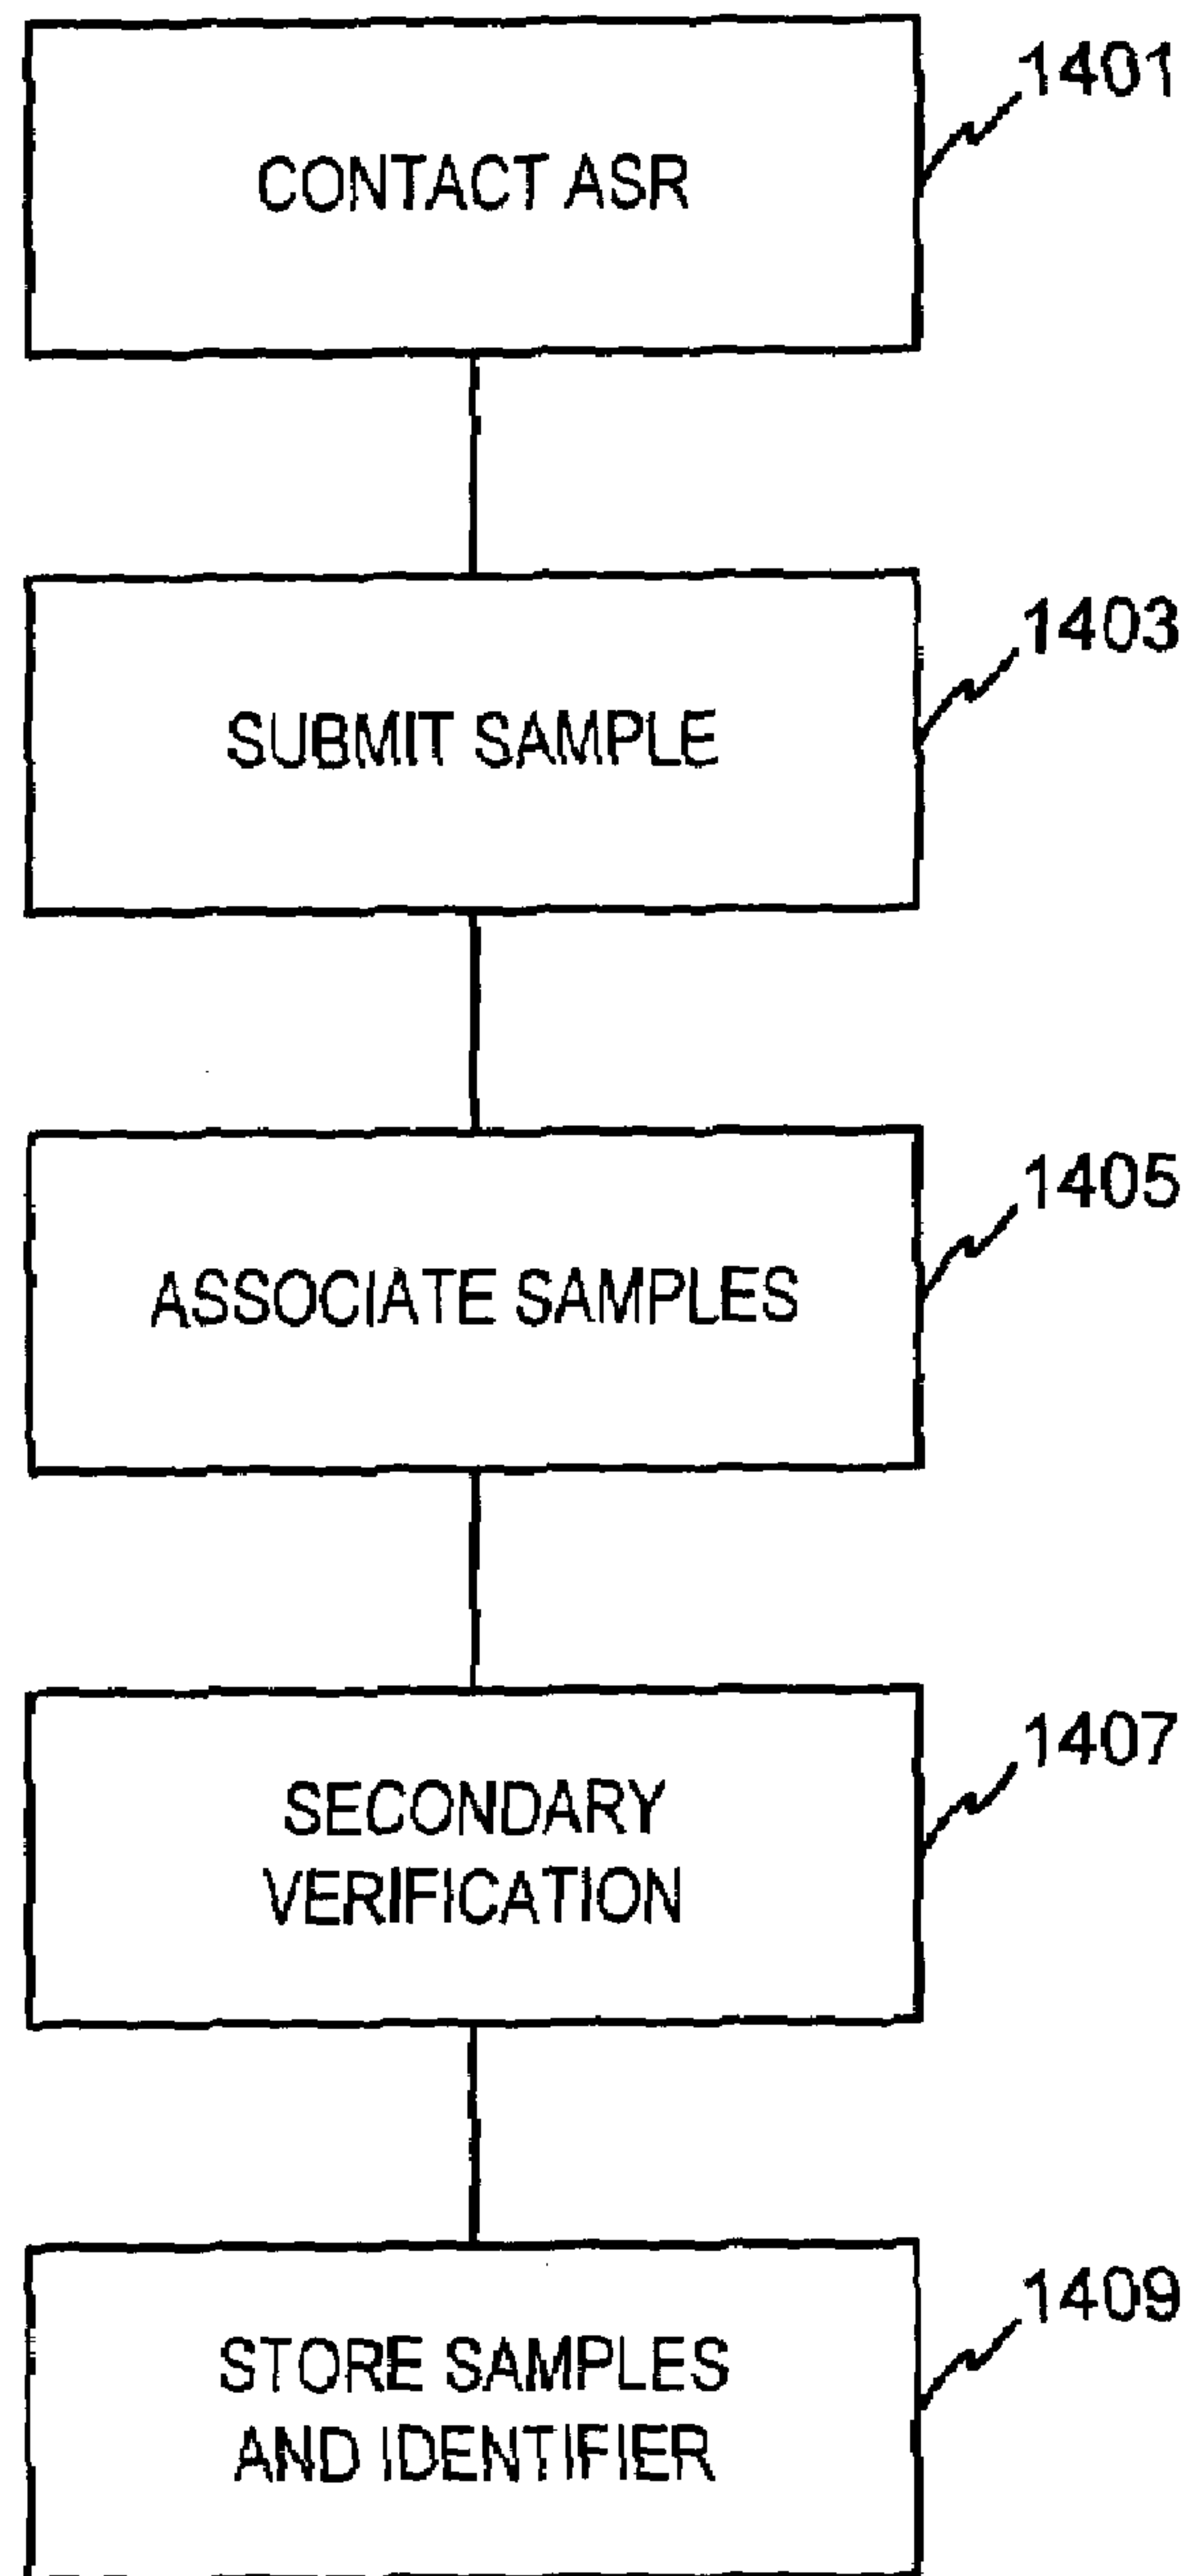 1401
CONTACT ASR
1403
SUBMIT SAMPLE
1405
ASSOCIATE SAMPLES
1407
SECONDARY
VERIFICATION
1409
STORE SAMPLES
AND IDENTIFIER